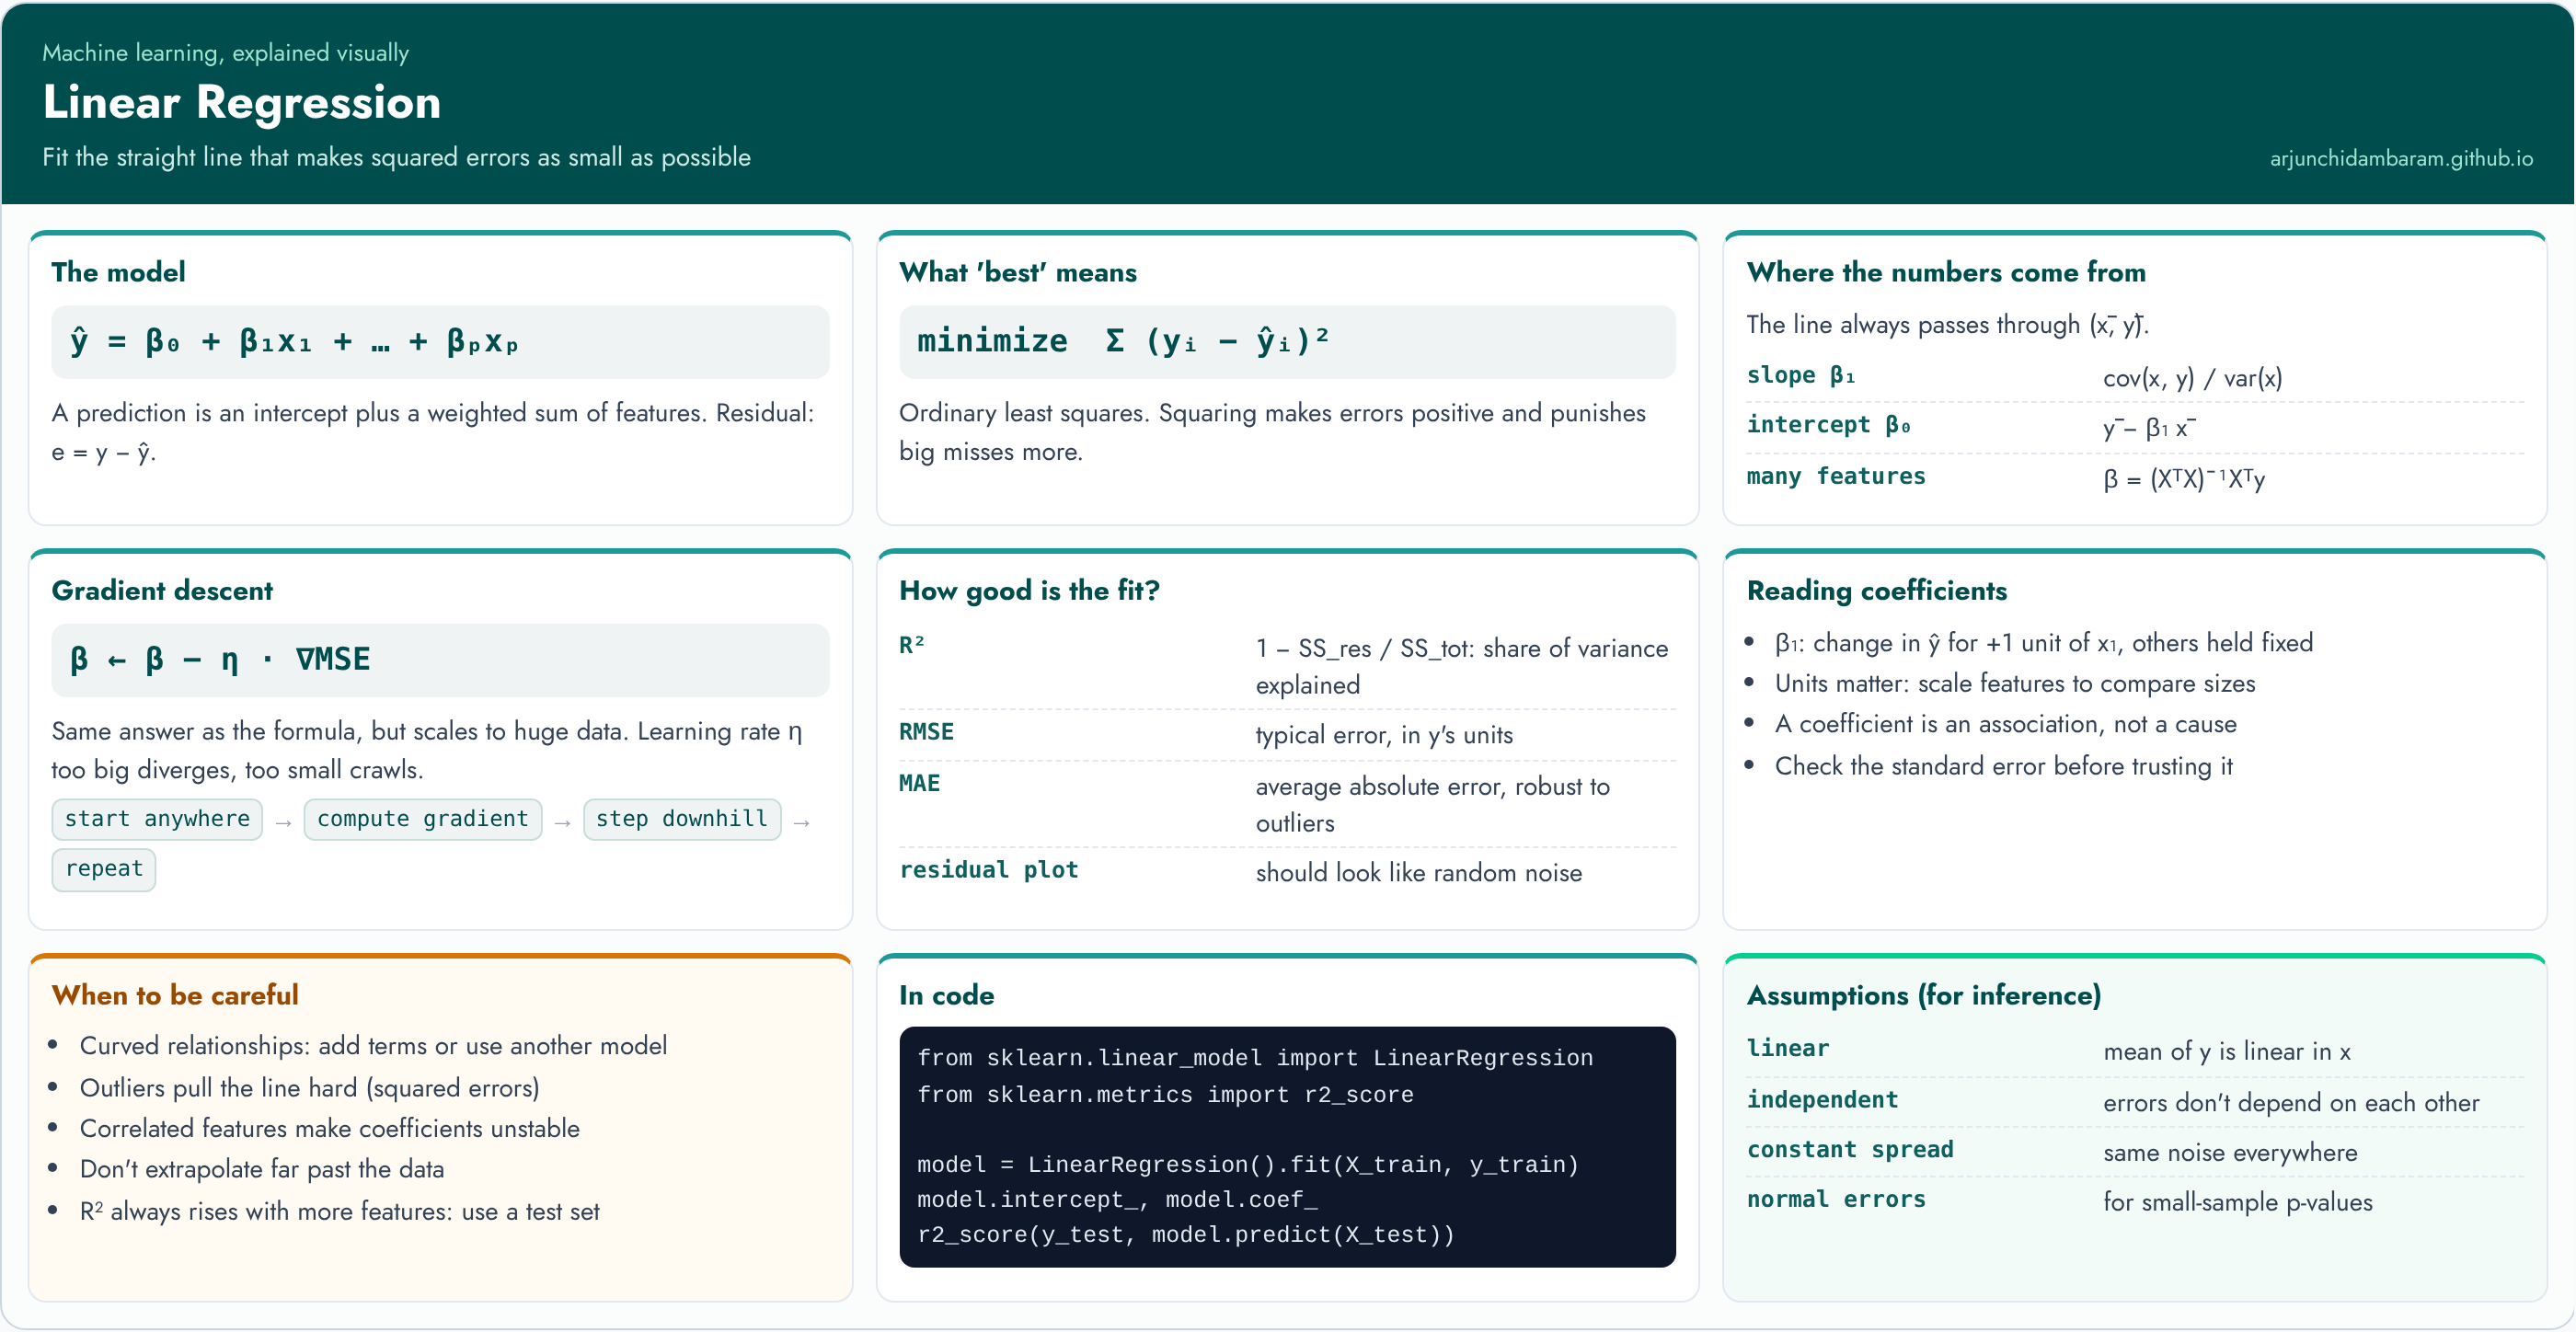 Machine learning, explained visually
Linear Regression
Fit the straight line that makes squared errors as small as possible
arjunchidambaram.github.io
The model
ŷ = β₀ + β₁x₁ + … + βₚxₚ
A prediction is an intercept plus a weighted sum of features. Residual:
e = y − ŷ.
What 'best' means
minimize  Σ (yᵢ − ŷᵢ)²
Ordinary least squares. Squaring makes errors positive and punishes
big misses more.
Where the numbers come from
The line always passes through (x̄, ȳ).
slope β₁ cov(x, y) / var(x)
intercept β₀ ȳ − β₁ x̄
many features β = (XᵀX)⁻¹Xᵀy
Gradient descent
β ← β − η · ∇MSE
Same answer as the formula, but scales to huge data. Learning rate η
too big diverges, too small crawls.
start anywhere → compute gradient → step downhill →
repeat
How good is the fit?
R² 1 − SS_res / SS_tot: share of variance
explained
RMSE typical error, in y's units
MAE average absolute error, robust to
outliers
residual plot should look like random noise
Reading coefficients
• β₁: change in ŷ for +1 unit of x₁, others held fixed
• Units matter: scale features to compare sizes
• A coefficient is an association, not a cause
• Check the standard error before trusting it
When to be careful
• Curved relationships: add terms or use another model
• Outliers pull the line hard (squared errors)
• Correlated features make coefficients unstable
• Don't extrapolate far past the data
• R² always rises with more features: use a test set
In code
from sklearn.linear_model import LinearRegression
from sklearn.metrics import r2_score
model = LinearRegression().fit(X_train, y_train)
model.intercept_, model.coef_
r2_score(y_test, model.predict(X_test))
Assumptions (for inference)
linear mean of y is linear in x
independent errors don't depend on each other
constant spread same noise everywhere
normal errors for small-sample p-values